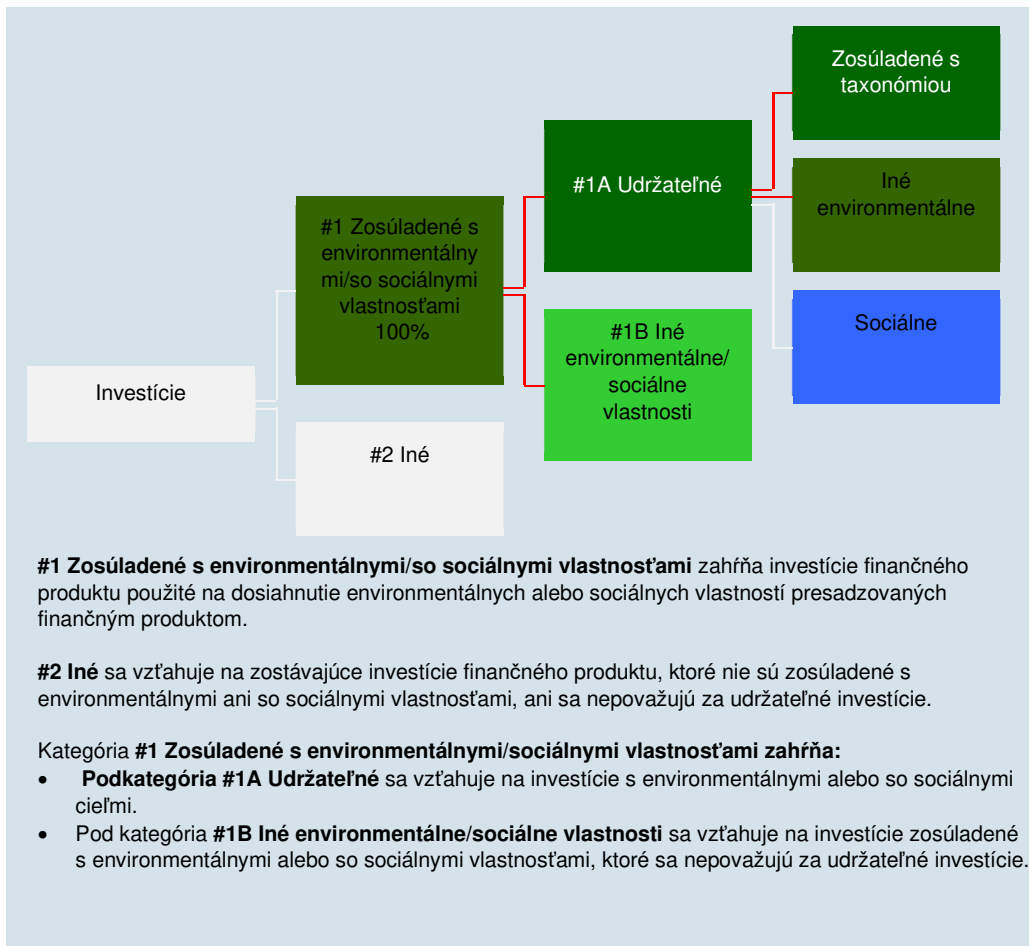 Zosúladené s
taxonómiou
#1A Udržateľné
Iné
environmentálne
#1 Zosúladené s
environmentálny
mi/so sociálnymi
vlastnosťami
100%
Sociálne
#1B Iné
environmentálne/
sociálne
vlastnosti
Investície
#2 Iné
#1 Zosúladené s environmentálnymi/so sociálnymi vlastnosťami zahŕňa investície finančného
produktu použité na dosiahnutie environmentálnych alebo sociálnych vlastností presadzovaných
finančným produktom.
#2 Iné sa vzťahuje na zostávajúce investície finančného produktu, ktoré nie sú zosúladené s
environmentálnymi ani so sociálnymi vlastnosťami, ani sa nepovažujú za udržateľné investície.
Kategória #1 Zosúladené s environmentálnymi/sociálnymi vlastnosťami zahŕňa:
• Podkategória #1A Udržateľné sa vzťahuje na investície s environmentálnymi alebo so sociálnymi
cieľmi.
• Pod kategória #1B Iné environmentálne/sociálne vlastnosti sa vzťahuje na investície zosúladené
s environmentálnymi alebo so sociálnymi vlastnosťami, ktoré sa nepovažujú za udržateľné investície.